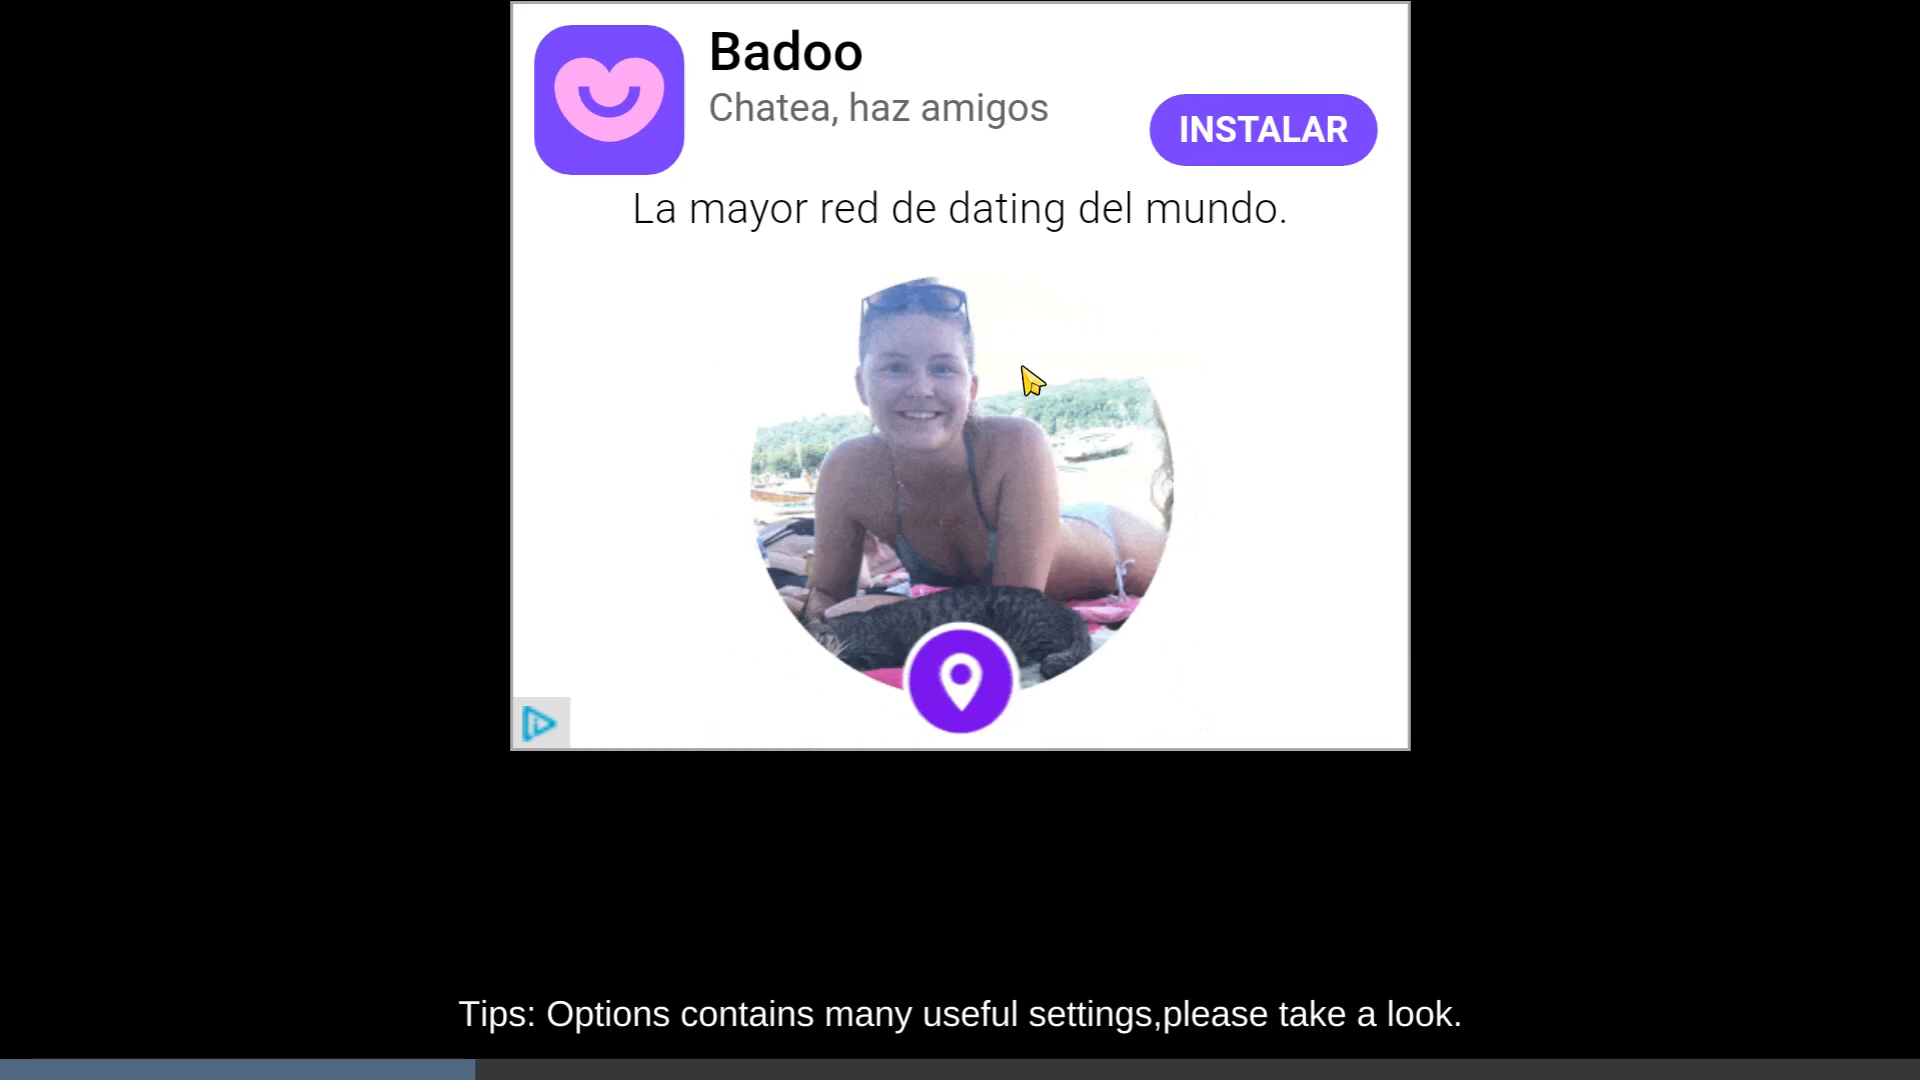 Badoo
Chatea, haz amigos
INSTALAR
La mayor red de dating del mundo.
Tips: Options contains many useful settings,please take a look.